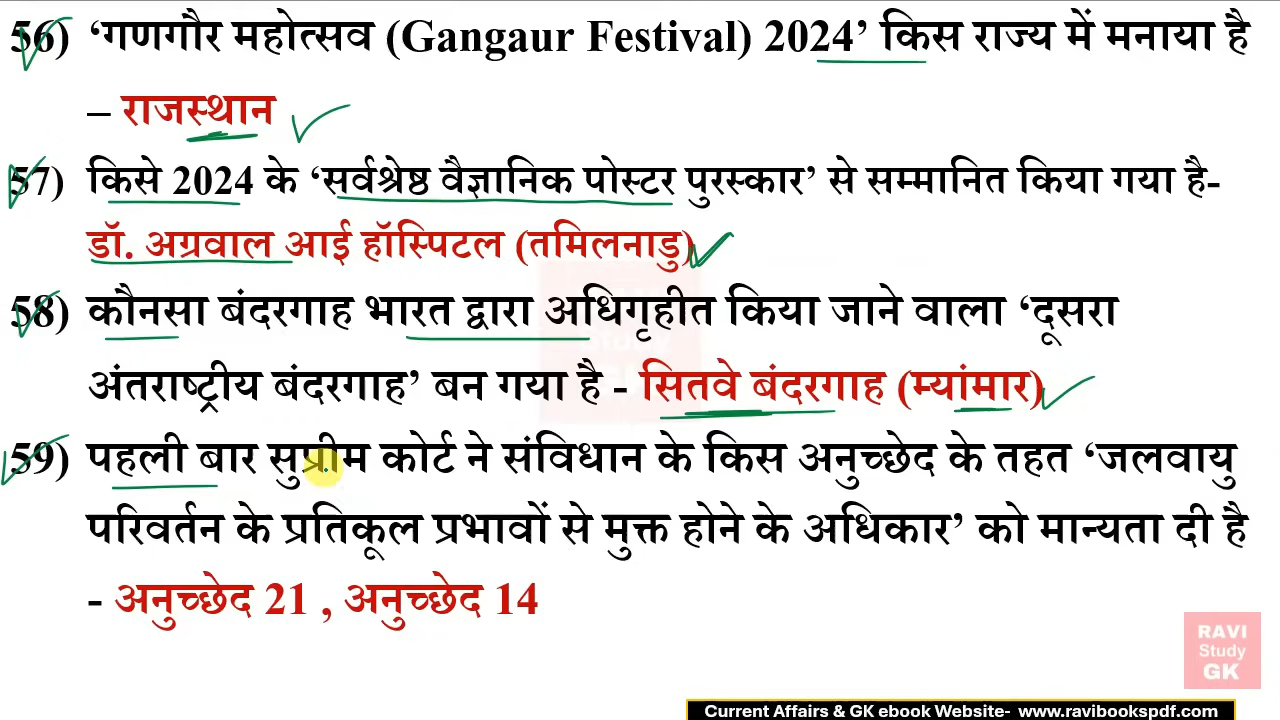 56) ‘गणगौर महोत्सव (Gangaur Festival) 2024’ किस राज्य में मनाया है
– राजस्थान
57) किसे 2024 के ‘सर्वश्रेष्ठ वैज्ञानिक पोस्टर पुरस्कार’ से सम्मानित किया गया है-
डॉ. अग्रवाल आई हॉस्पिटल (तमिलनाडु)
58) कौनसा बंदरगाह भारत द्वारा अधिगृहीत किया जाने वाला ‘दूसरा
अंतराष्ट्रीय बंदरगाह’ बन गया है - सितवे बंदरगाह (म्यांमार)
59) पहली बार सुप्रीम कोर्ट ने संविधान के किस अनुच्छेद के तहत ‘जलवायु
परिवर्तन के प्रतिकूल प्रभावों से मुक्त होने के अधिकार’ को मान्यता दी है
- अनुच्छेद 21 , अनुच्छेद 14
RAVI
Study
GK
Current Affairs & GK ebook Website- www.ravibookspdf.com